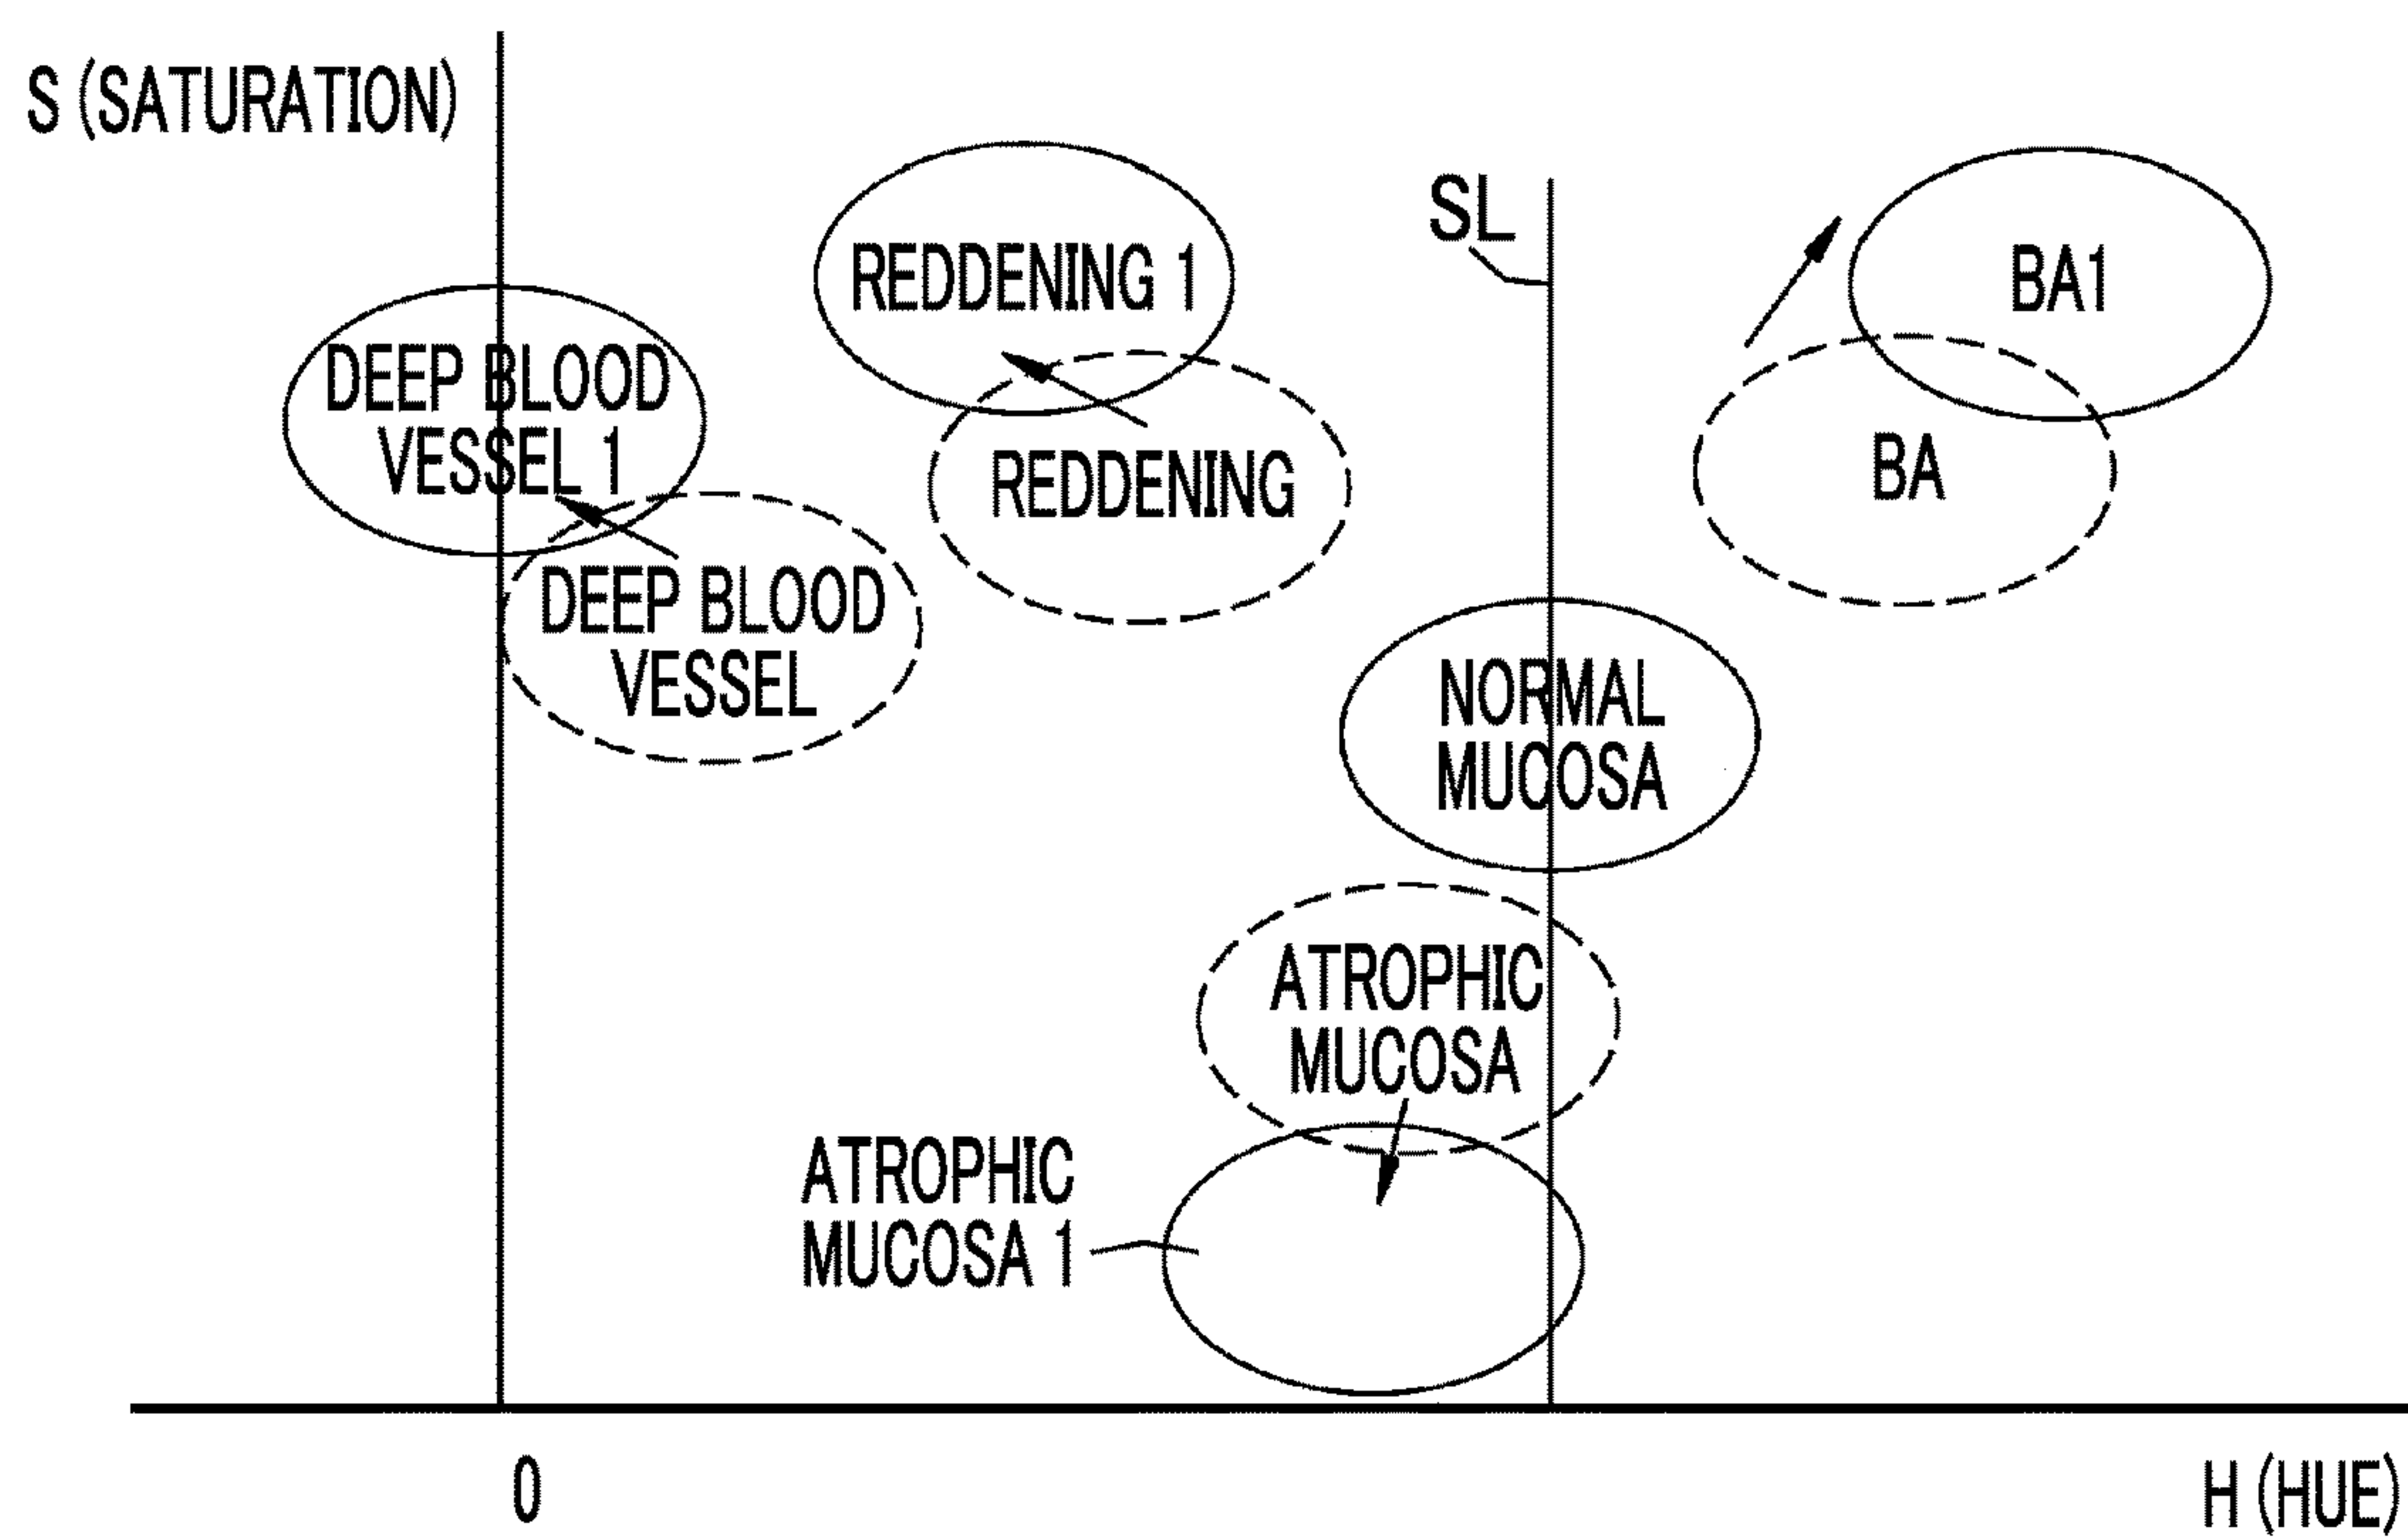 S (SATURATION)
REDDENING 1
SL
BA1
DEEP BLOOD
VESSEL 1
REDDENING
BA
DEEP BLOOD
VESSEL
NORMAL
MUCOSA
ATROPHIC
MUCOSA
ATROPHIC
MUCOSA 1
0
H (HUE)